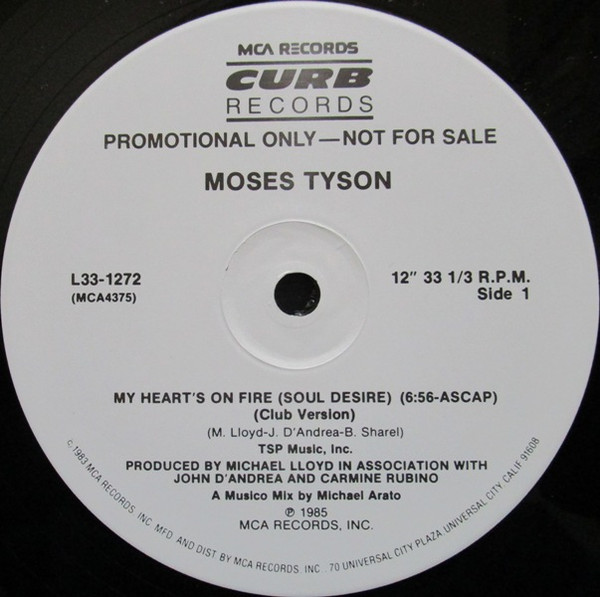 MCA RECORDS
CURB
RECORDS
PROMOTIONAL ONLY—NOT FOR SALE
MOSES TYSON
L33-1272
(MCA4375)
12" 33 1/3 R.P.M.
Side 1
MY HEART'S ON FIRE (SOUL DESIRE) (6:56-ASCAP)
(Club Version)
(M. Lloyd-J. D'Andrea-B. Sharel)
TSP Music, Inc.
PRODUCED BY MICHAEL LLOYD IN ASSOCIATION WITH
JOHN D'ANDREA AND CARMINE RUBINO
A Musico Mix by Michael Arato
℗ 1985
MCA RECORDS, INC.
© 1983 MCA RECORDS, INC. MFD. AND DIST. BY MCA RECORDS, INC., 70 UNIVERSAL CITY PLAZA, UNIVERSAL CITY, CALIF. 91608